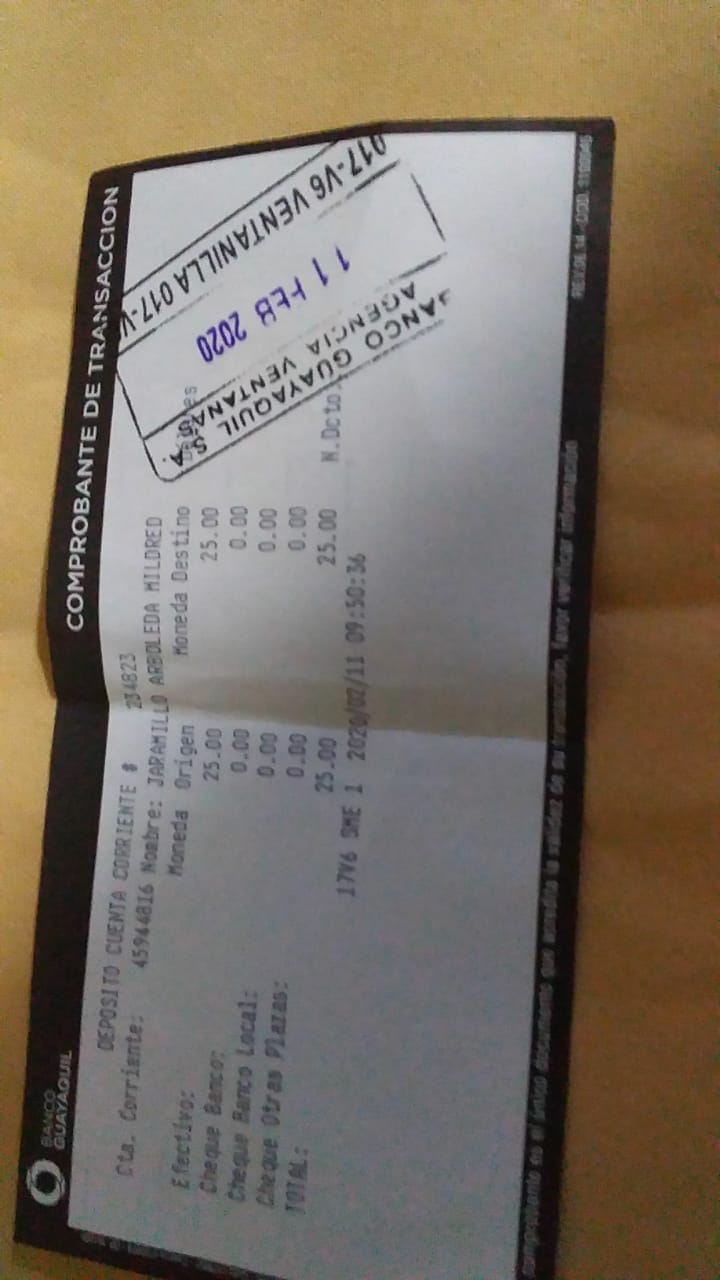 BANCO
GUAYAQUIL
COMPROBANTE DE TRANSACCION
DEPOSITO CUENTA CORRIENTE # 234823
Cta. Corriente: 45944816 Nombre: JARAMILLO ARBOLEDA MILDRED
Moneda Origen Moneda Destino
Efectivo: 25.00 25.00
Cheque Banco: 0.00 0.00
Cheque Banco Local: 0.00 0.00
Cheque Otras Plazas: 0.00 0.00
TOTAL: 25.00 25.00 N.Dcto
17V6 SME 1 2020/02/11 09:50:36
BANCO GUAYAQUIL S.A.
AGENCIA VENTANAS
11 FEB 2020
017-V6 VENTANILLA 017-V
comprobante es el único documento que acredita la validez de su transacción, favor verificar información
REV.06.14 - COD.